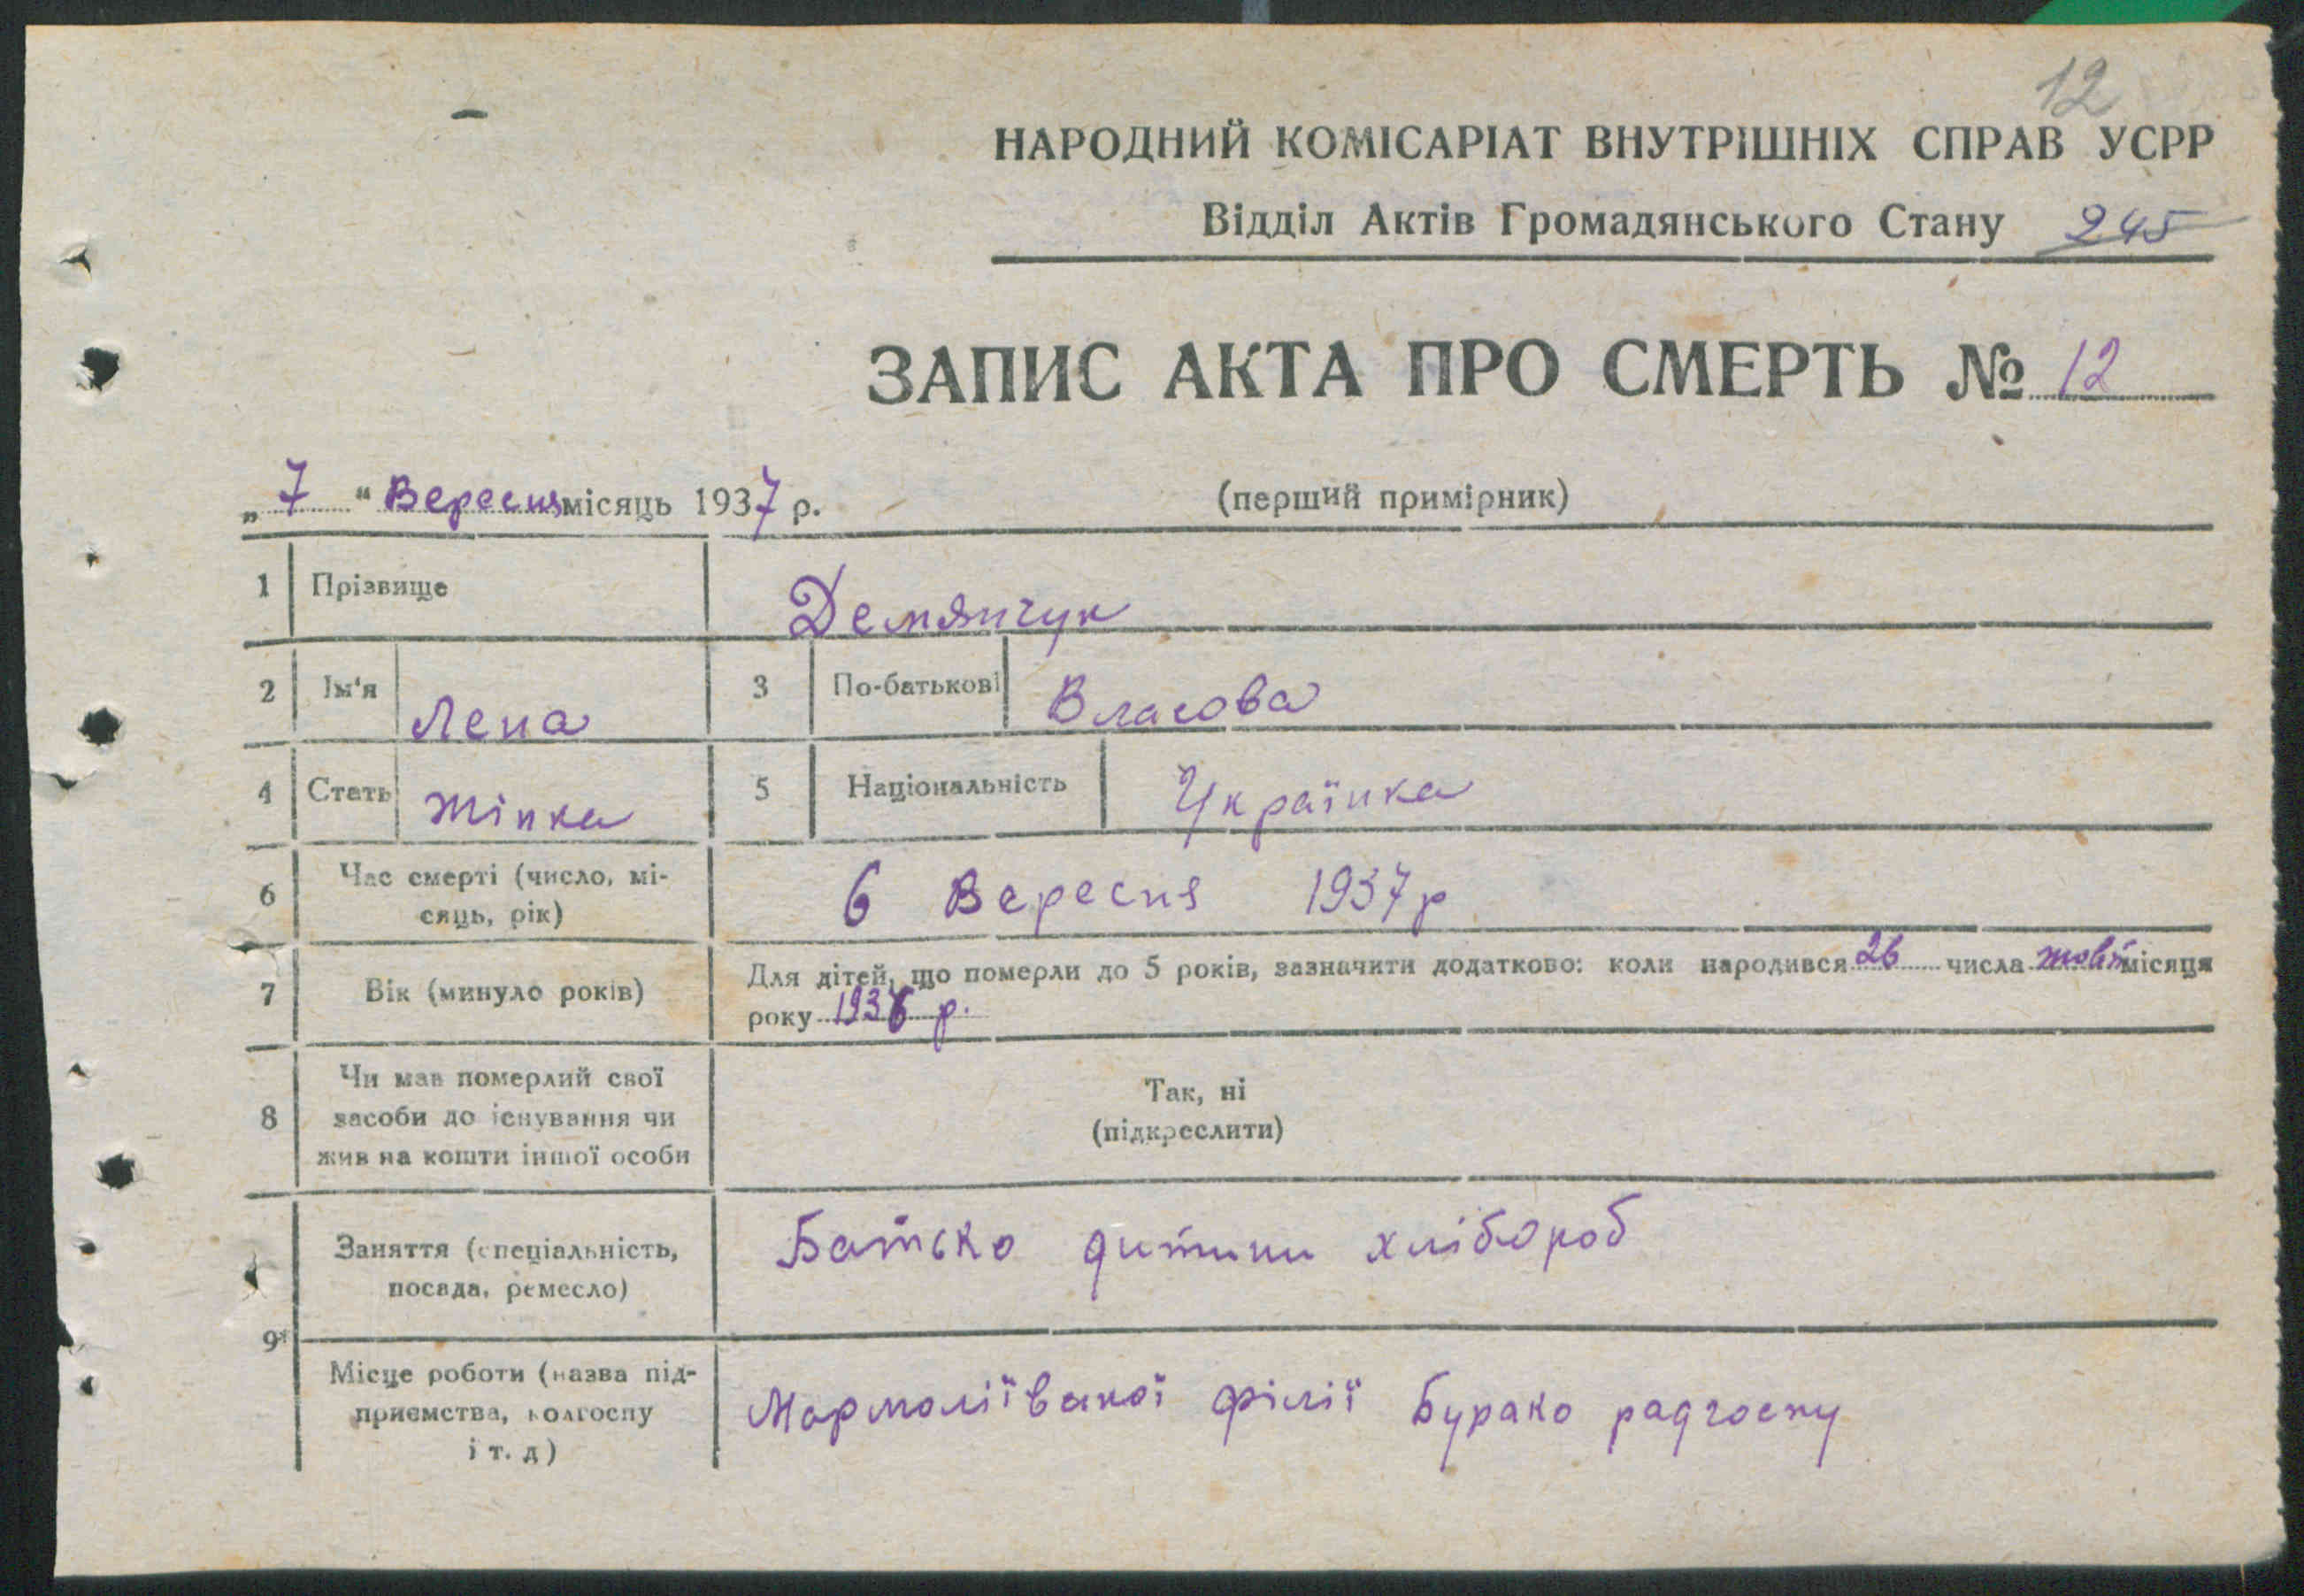 12
НАРОДНИЙ КОМІСАРІАТ ВНУТРІШНІХ СПРАВ УСРР
Відділ Актів Громадянського Стану 245
ЗАПИС АКТА ПРО СМЕРТЬ № 12
„7“ Вересня місяць 1937 р.
(перший примірник)
1 Прізвище Демянчук
2 Ім'я Лена 3 По-батькові Власова
4 Стать Жінка 5 Національність Українка
6 Час смерті (число, мі-
сяць, рік) 6 Вересня 1937 р
7 Вік (минуло років) Для дітей, що померли до 5 років, зазначити додатково: коли народився 26 числа жовт місяця
року 1936 р.
8 Чи мав померлий свої
засоби до існування чи
жив на кошти іншої особи
Так, ні
(підкреслити)
9
Заняття (спеціальність,
посада, ремесло) Батько дитини хлібороб
Місце роботи (назва під-
приємства, колгоспу
і т. д) Мармоліївської філії Бурако радгоспу